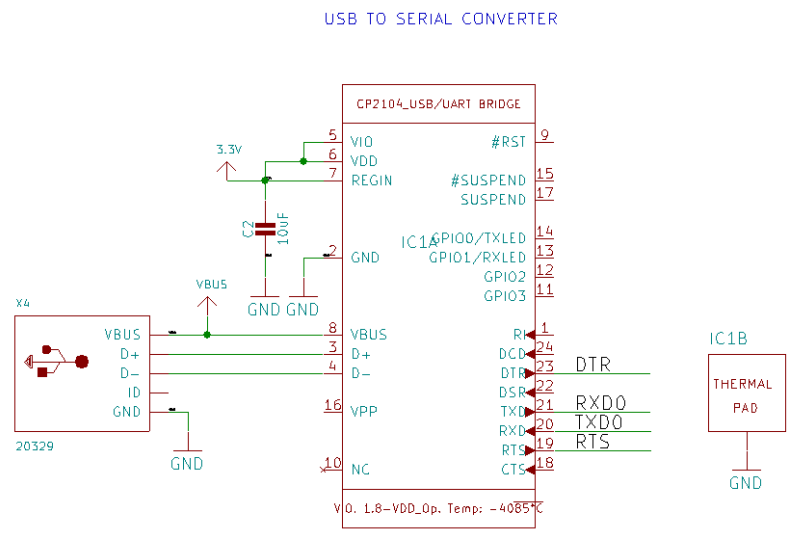 USB TO SERIAL CONVERTER
CP2104_USB/UART BRIDGE
5 VIO #RST 9
3.3V
6 VDD
7 REGIN #SUSPEND 15
SUSPEND 17
C2 10uF
GPIO0/TXLED 14
IC1A
2 GND GPIO1/RXLED 13
GPIO2 12
GPIO3 11
GND GND
VBUS
X4
VBUS 8 VBUS RI 1
IC1B
D+ 3 D+ DCD 24
D- 4 D- DTR 23 DTR
ID DSR 22
THERMAL
PAD
GND 16 VPP TXD 21 RXD0
RXD 20 TXD0
20329 RTS 19 RTS
GND 10 NC CTS 18
GND
VIO. 1.8-VDD_Op. Temp: -4085°C